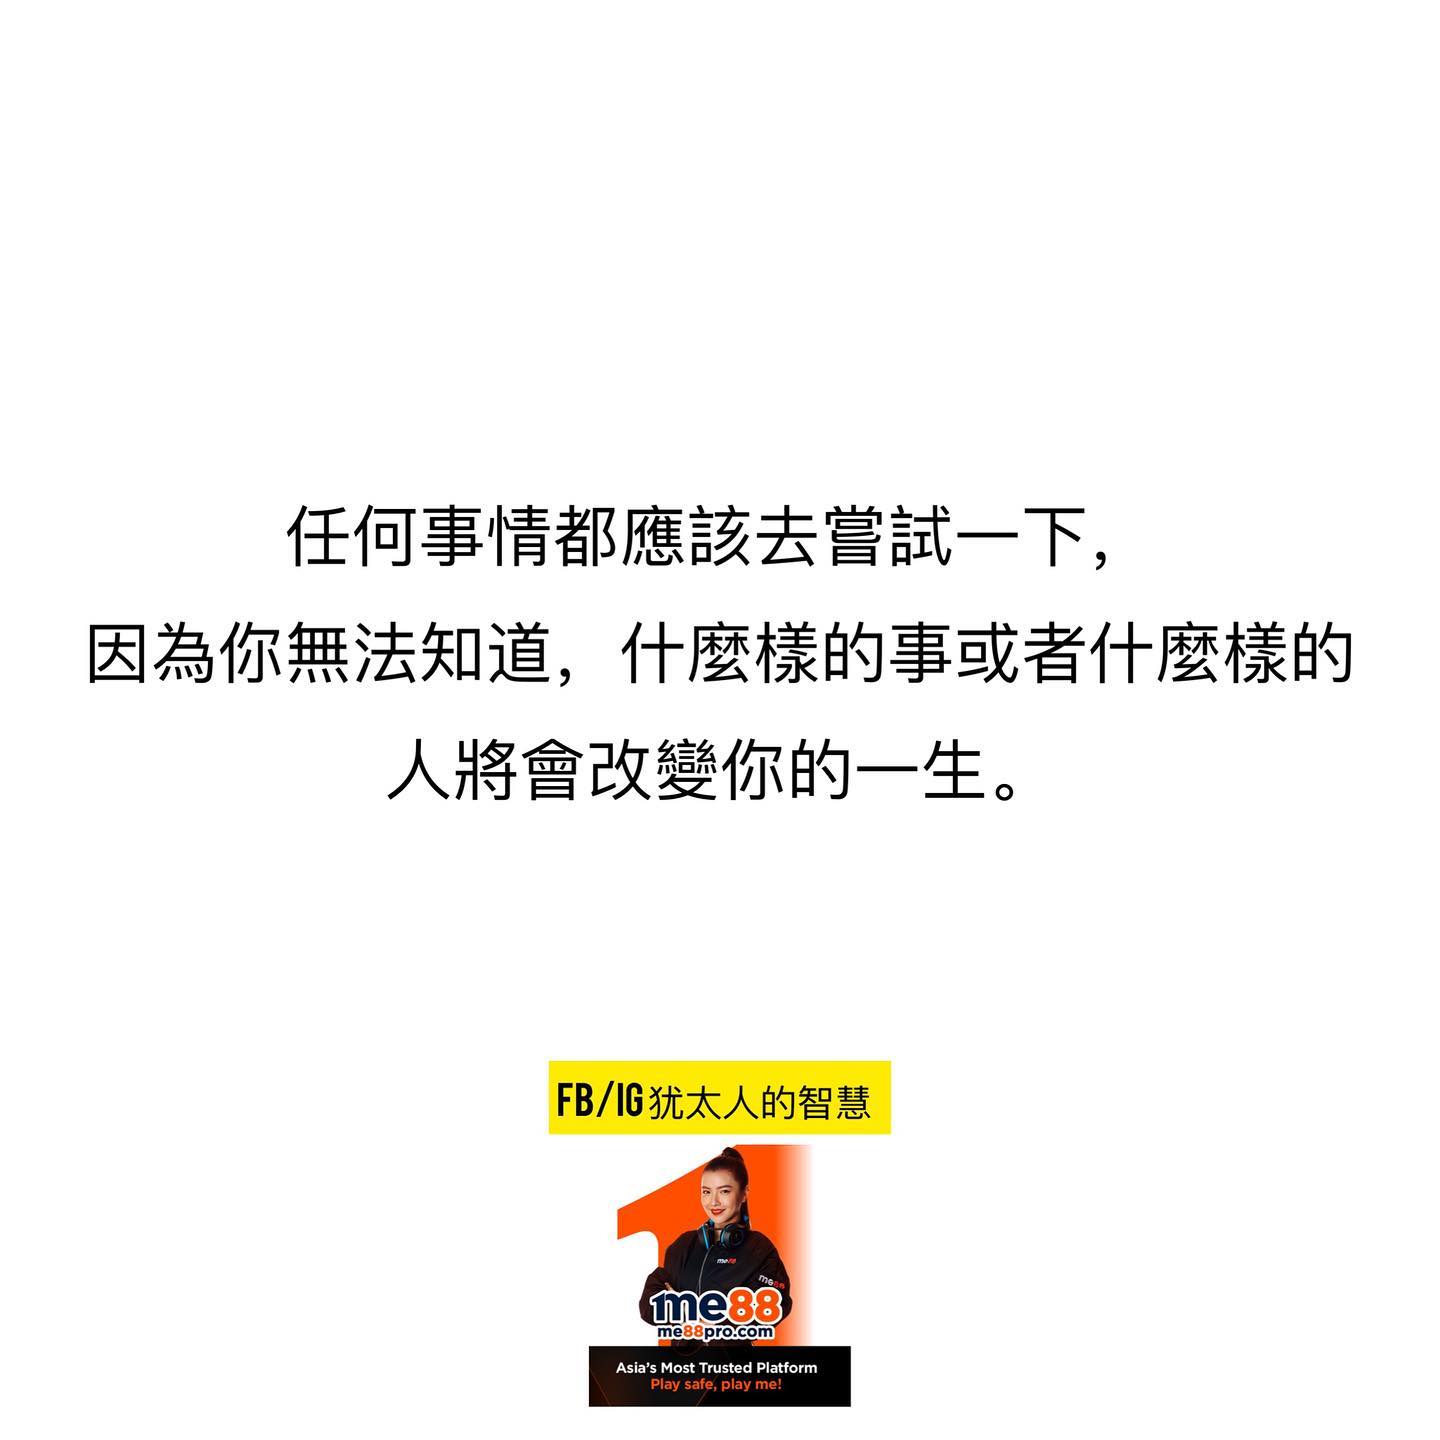 任何事情都應該去嘗試一下，
因為你無法知道，什麼樣的事或者什麼樣的
人將會改變你的一生。
FB/IG犹太人的智慧
me88
me88
1me88
me88pro.com
Asia's Most Trusted Platform
Play safe, play me!